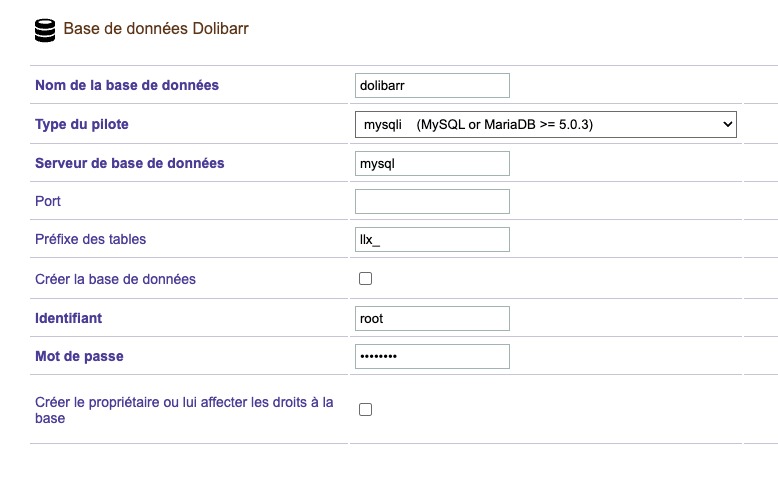 Base de données Dolibarr
Nom de la base de données
dolibarr
Type du pilote
mysqli (MySQL or MariaDB >= 5.0.3)
Serveur de base de données
mysql
Port
Préfixe des tables
llx_
Créer la base de données
Identifiant
root
Mot de passe
••••••••
Créer le propriétaire ou lui affecter les droits à la
base